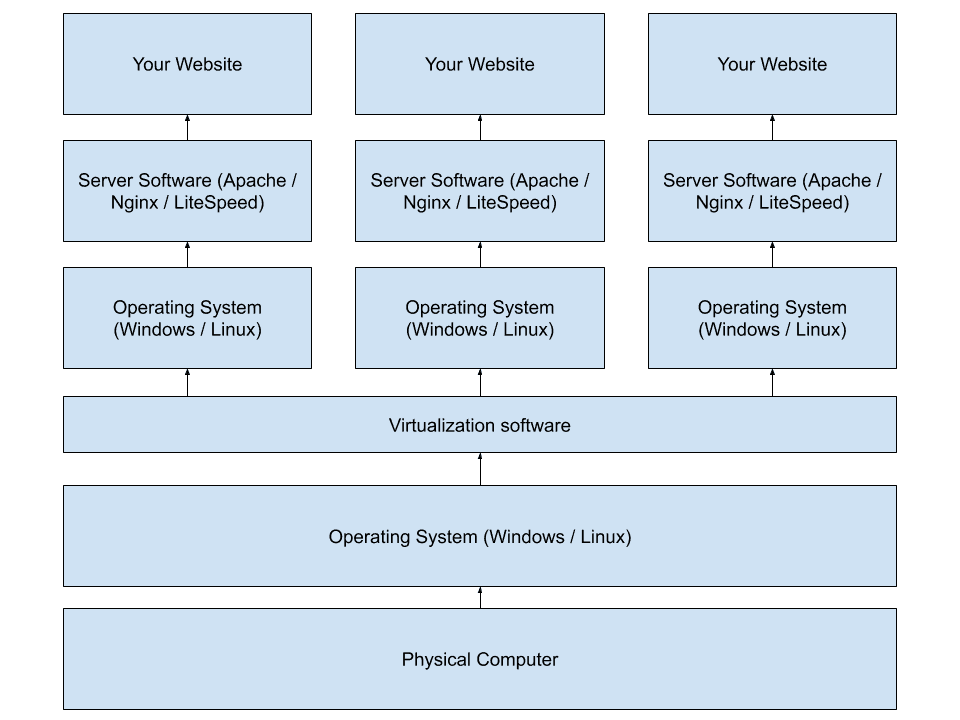 Your Website
Your Website
Your Website
Server Software (Apache /
Nginx / LiteSpeed)
Server Software (Apache /
Nginx / LiteSpeed)
Server Software (Apache /
Nginx / LiteSpeed)
Operating System
(Windows / Linux)
Operating System
(Windows / Linux)
Operating System
(Windows / Linux)
Virtualization software
Operating System (Windows / Linux)
Physical Computer